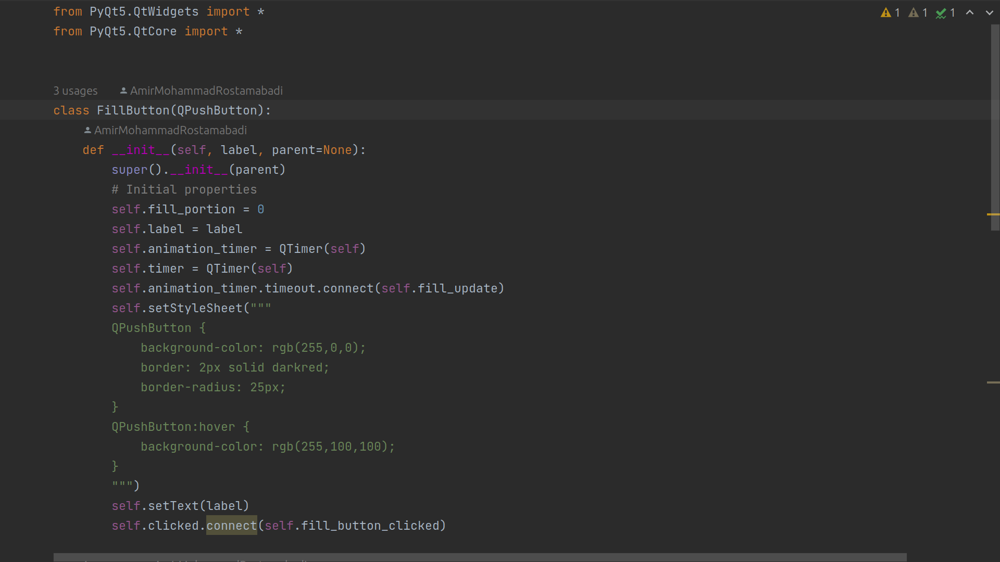 from PyQt5.QtWidgets import *
1 1 1
from PyQt5.QtCore import *
3 usages AmirMohammadRostamabadi
class FillButton(QPushButton):
AmirMohammadRostamabadi
def __init__(self, label, parent=None):
super().__init__(parent)
# Initial properties
self.fill_portion = 0
self.label = label
self.animation_timer = QTimer(self)
self.timer = QTimer(self)
self.animation_timer.timeout.connect(self.fill_update)
self.setStyleSheet("""
QPushButton {
background-color: rgb(255,0,0);
border: 2px solid darkred;
border-radius: 25px;
}
QPushButton:hover {
background-color: rgb(255,100,100);
}
""")
self.setText(label)
self.clicked.connect(self.fill_button_clicked)